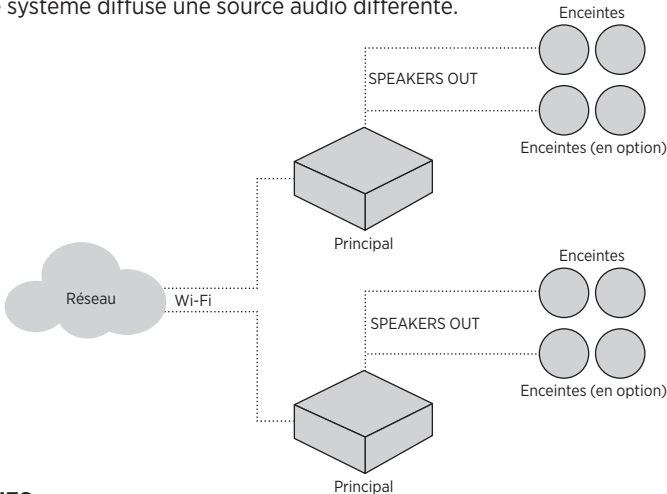 système diffuse une source audio différente.
Enceintes
SPEAKERS OUT
Enceintes (en option)
Principal
Réseau
Wi-Fi
Enceintes
SPEAKERS OUT
Enceintes (en option)
Principal